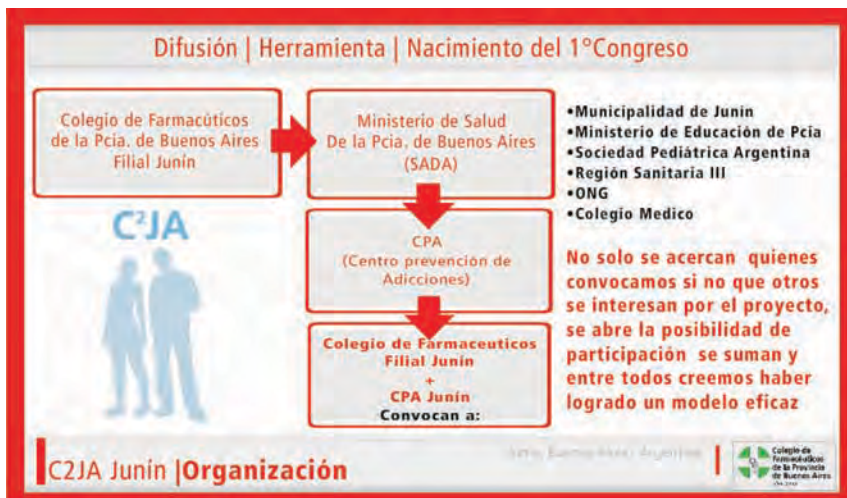 Difusión | Herramienta | Nacimiento del 1°Congreso
Colegio de Farmacúticos
de la Pcia. de Buenos Aires
Filial Junín
Ministerio de Salud
De la Pcia. de Buenos Aires
(SADA)
CPA
(Centro prevención de
Adicciones)
Colegio de Farmaceuticos
Filial Junín
+
CPA Junín
Convocan a:
•Municipalidad de Junín
•Ministerio de Educación de Pcia
•Sociedad Pediátrica Argentina
•Región Sanitaria III
•ONG
•Colegio Medico
No solo se acercan quienes
convocamos si no que otros
se interesan por el proyecto,
se abre la posibilidad de
participación se suman y
entre todos creemos haber
logrado un modelo eficaz
C²JA
C2JA Junín |Organización
Buenos Aires Argentina
Colegio de
Farmacéuticos
de la Provincia
de Buenos Aires